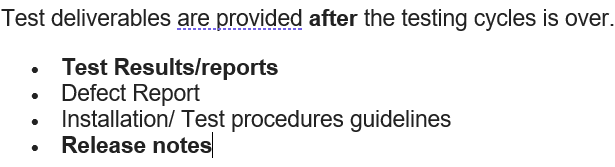 Test deliverables are provided after the testing cycles is over.
• Test Results/reports
• Defect Report
• Installation/ Test procedures guidelines
• Release notes